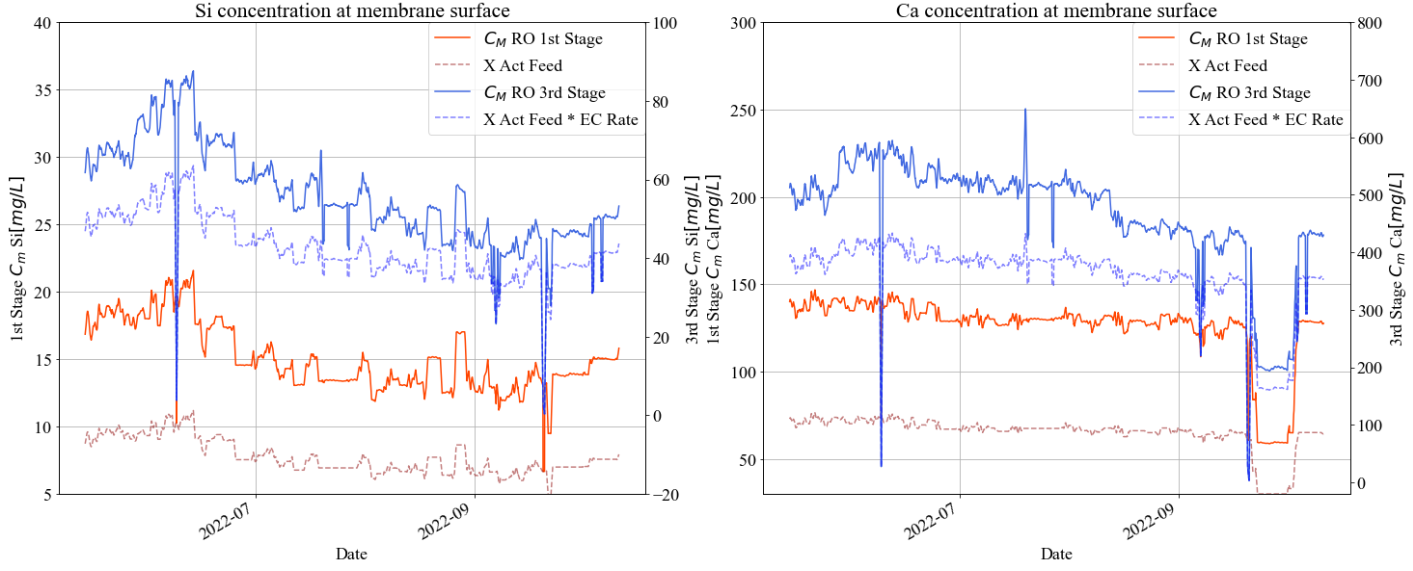 Si concentration at membrane surface
40
35
30
25
20
15
10
5
1st Stage C_m Si[mg/L]
C_M RO 1st Stage
X Act Feed
C_M RO 3rd Stage
X Act Feed * EC Rate
100
80
60
40
20
0
−20
3rd Stage C_m Si[mg/L]
2022-07
2022-09
Date
Ca concentration at membrane surface
300
250
200
150
100
50
1st Stage C_m Ca[mg/L]
C_M RO 1st Stage
X Act Feed
C_M RO 3rd Stage
X Act Feed * EC Rate
800
700
600
500
400
300
200
100
0
3rd Stage C_m Ca[mg/L]
2022-07
2022-09
Date